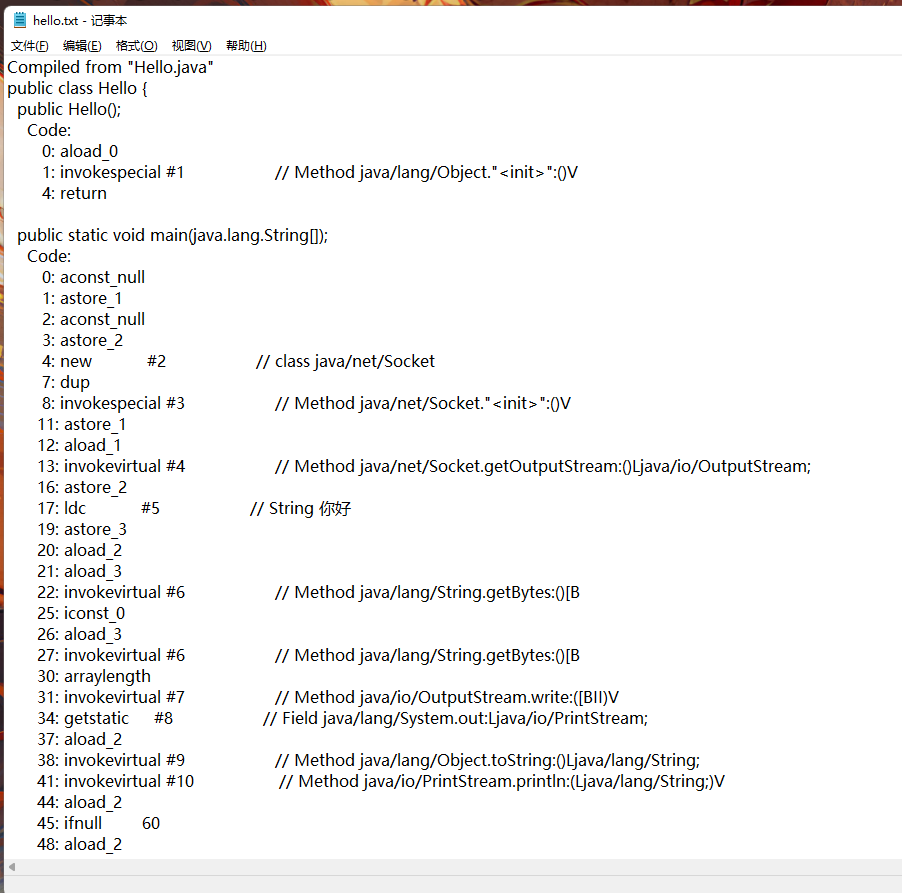 hello.txt - 记事本
文件(F) 编辑(E) 格式(O) 视图(V) 帮助(H)
Compiled from "Hello.java"
public class Hello {
  public Hello();
    Code:
       0: aload_0
       1: invokespecial #1                  // Method java/lang/Object."<init>":()V
       4: return

  public static void main(java.lang.String[]);
    Code:
       0: aconst_null
       1: astore_1
       2: aconst_null
       3: astore_2
       4: new           #2                  // class java/net/Socket
       7: dup
       8: invokespecial #3                  // Method java/net/Socket."<init>":()V
      11: astore_1
      12: aload_1
      13: invokevirtual #4                  // Method java/net/Socket.getOutputStream:()Ljava/io/OutputStream;
      16: astore_2
      17: ldc           #5                  // String 你好
      19: astore_3
      20: aload_2
      21: aload_3
      22: invokevirtual #6                  // Method java/lang/String.getBytes:()[B
      25: iconst_0
      26: aload_3
      27: invokevirtual #6                  // Method java/lang/String.getBytes:()[B
      30: arraylength
      31: invokevirtual #7                  // Method java/io/OutputStream.write:([BII)V
      34: getstatic     #8                  // Field java/lang/System.out:Ljava/io/PrintStream;
      37: aload_2
      38: invokevirtual #9                  // Method java/lang/Object.toString:()Ljava/lang/String;
      41: invokevirtual #10                 // Method java/io/PrintStream.println:(Ljava/lang/String;)V
      44: aload_2
      45: ifnull        60
      48: aload_2